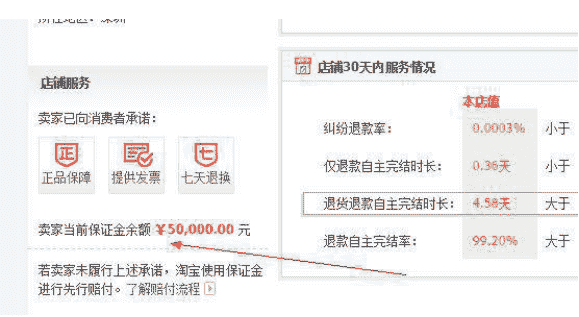 店铺服务
卖家已向消费者承诺：
正 七
正品保障 提供发票 七天退换
卖家当前保证金余额 ¥50,000.00 元
若卖家未履行上述承诺，淘宝使用保证金
进行先行赔付。了解赔付流程
店铺30天内服务情况
本店值
纠纷退款率： 0.0003% 小于
仅退款自主完结时长： 0.36天 小于
退货退款自主完结时长： 4.58天 大于
退款自主完结率： 99.20% 大于